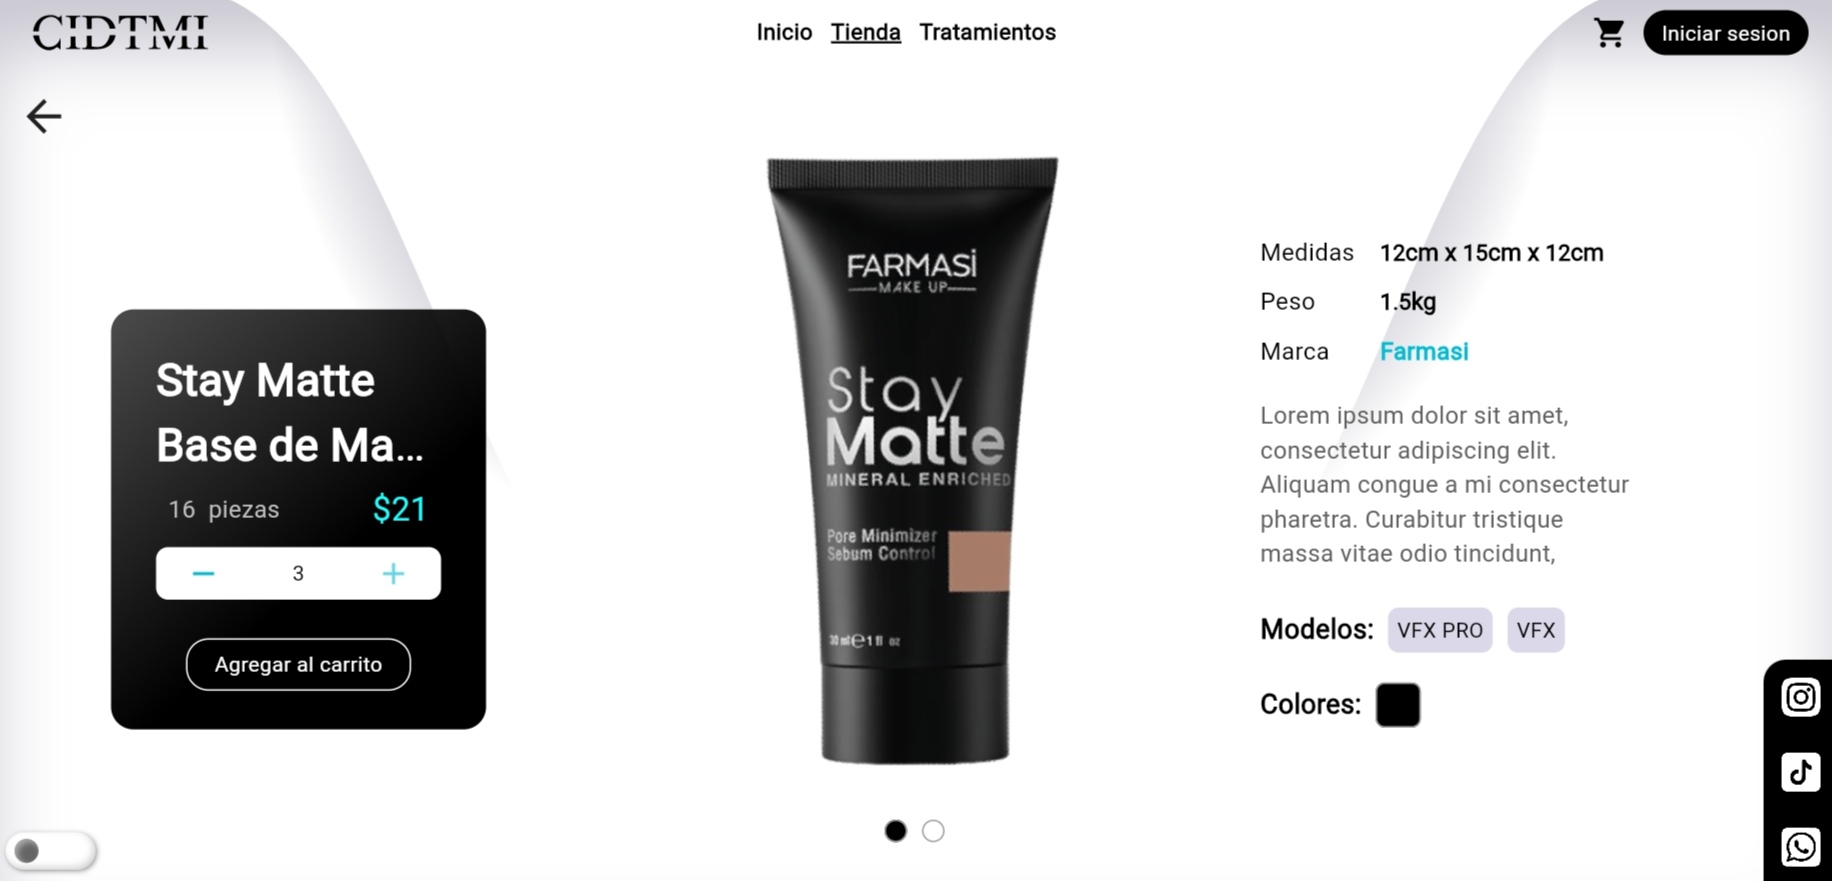 CIDTMI
Inicio Tienda Tratamientos
Iniciar sesion
Stay Matte
Base de Ma...
16 piezas $21
3
Agregar al carrito
FARMASi
MAKE UP
Stay
Matte
MINERAL ENRICHED
Pore Minimizer
Sebum Control
30 ml e 1 fl oz
Medidas 12cm x 15cm x 12cm
Peso 1.5kg
Marca Farmasi
Lorem ipsum dolor sit amet,
consectetur adipiscing elit.
Aliquam congue a mi consectetur
pharetra. Curabitur tristique
massa vitae odio tincidunt,
Modelos: VFX PRO VFX
Colores: